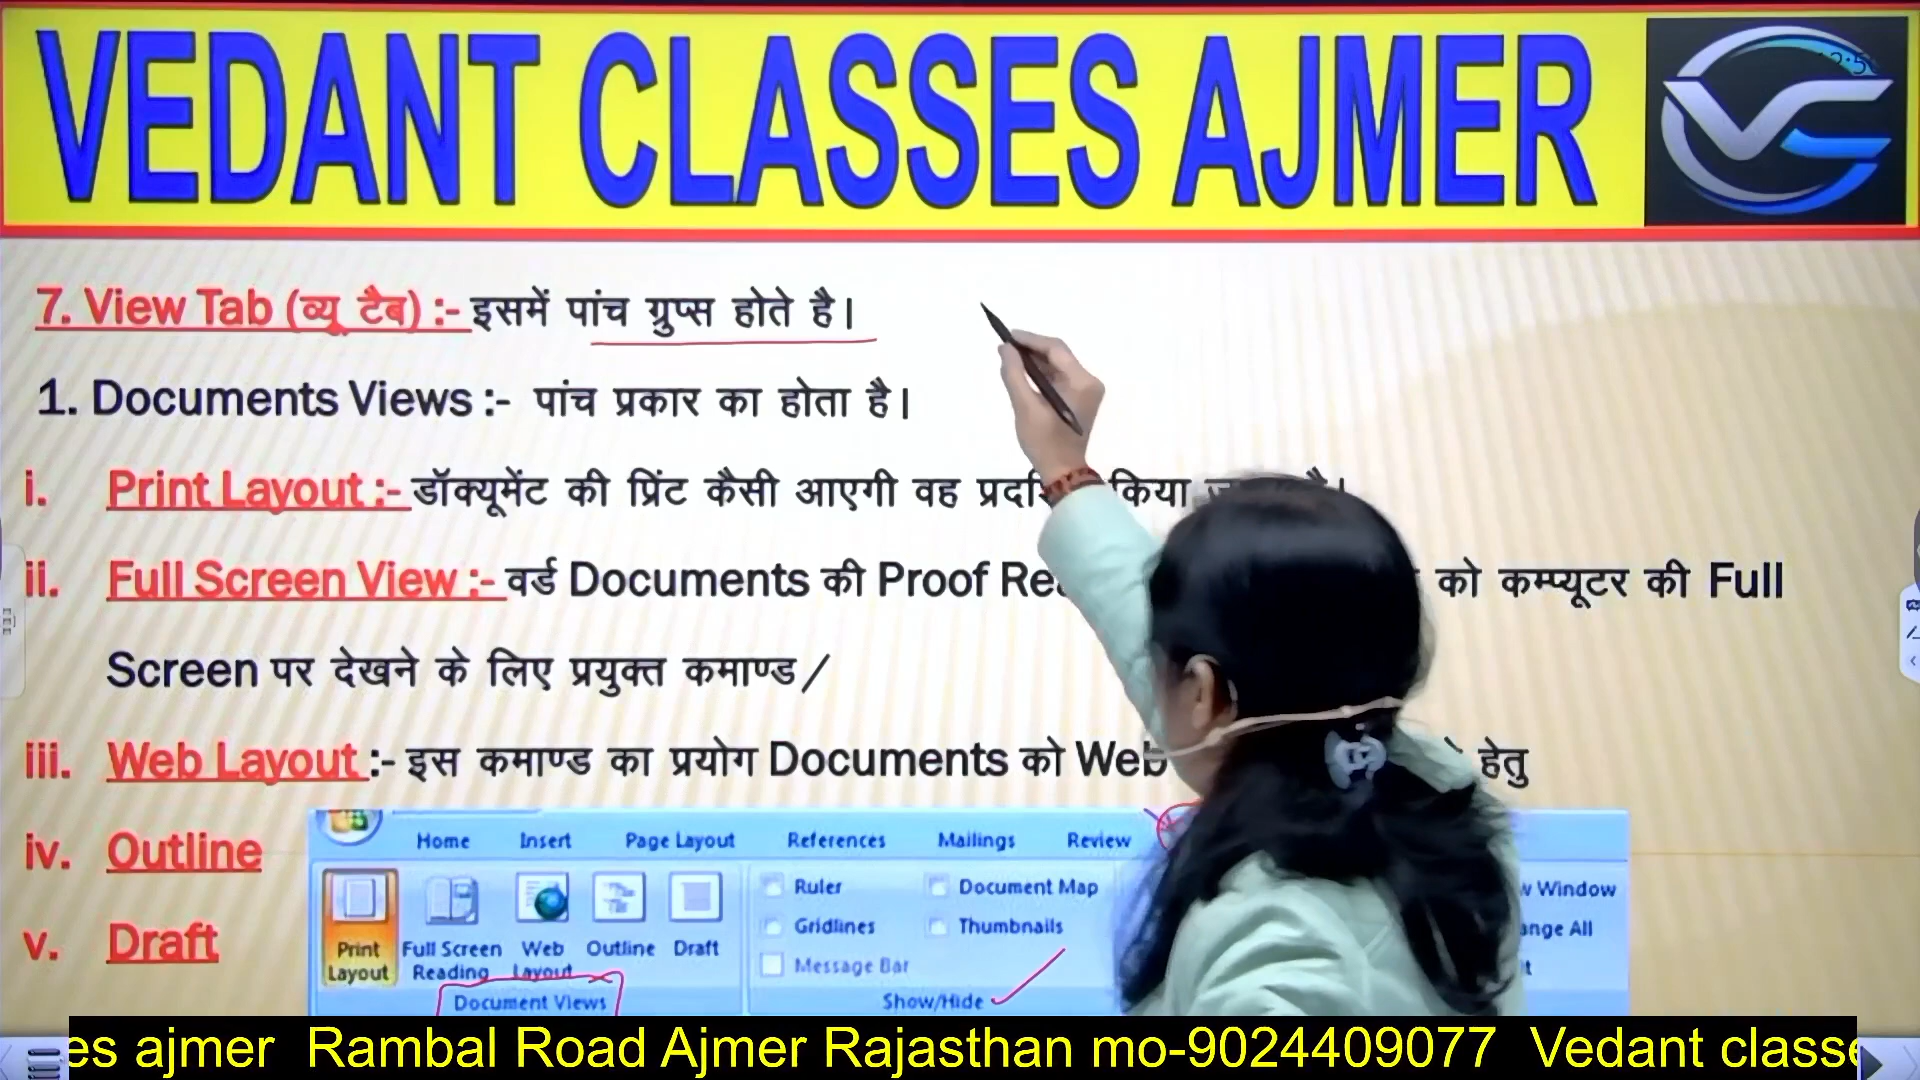 VEDANT CLASSES AJMER
7. View Tab (व्यू टैब) :- इसमें पांच ग्रुप्स होते है।
1. Documents Views :- पांच प्रकार का होता है।
i. Print Layout :- डॉक्यूमेंट की प्रिंट कैसी आएगी वह किया
ii. Full Screen View :- वर्ड Documents की Proof को कम्प्यूटर की Full
Screen पर देखने के लिए प्रयुक्त कमाण्ड/
iii. Web Layout :- इस कमाण्ड का प्रयोग Documents को Web हेतु
iv. Outline
v. Draft
Home Insert Page Layout References Mailings Review
Ruler Document Map Window
Gridlines Thumbnails All
Print Full Screen Web Outline Draft
Layout Reading Layout Message Bar
Document Views Show/Hide
es ajmer Rambal Road Ajmer Rajasthan mo-9024409077 Vedant classe